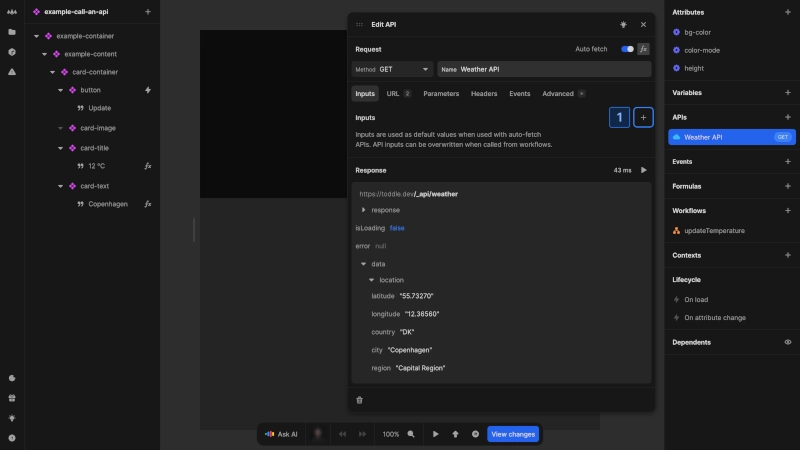 example-call-an-api
example-container
example-content
card-container
button
Update
card-image
card-title
12 °C
card-text
Copenhagen
Edit API
Request
Auto fetch
Method GET
Name Weather API
Inputs
URL 2
Parameters
Headers
Events
Advanced
Inputs
1
Inputs are used as default values when used with auto-fetch
APIs. API inputs can be overwritten when called from workflows.
Response
43 ms
https://toddle.dev/_api/weather
response
isLoading false
error null
data
location
latitude "55.73270"
longitude "12.36560"
country "DK"
city "Copenhagen"
region "Capital Region"
Ask AI
100%
View changes
Attributes
bg-color
color-mode
height
Variables
APIs
Weather API
GET
Events
Formulas
Workflows
updateTemperature
Contexts
Lifecycle
On load
On attribute change
Dependents